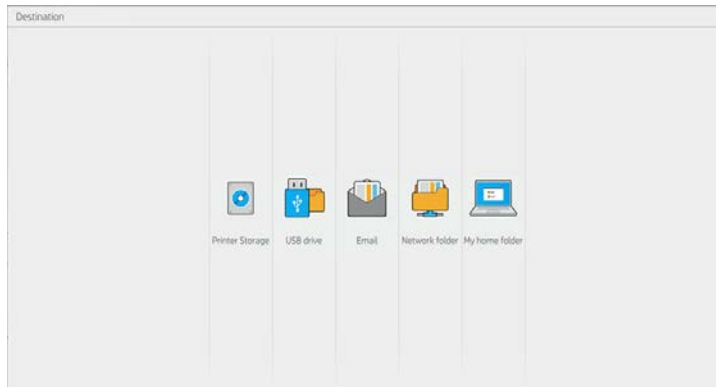 Destination
Printer Storage
USB drive
Email
Network folder
My home folder